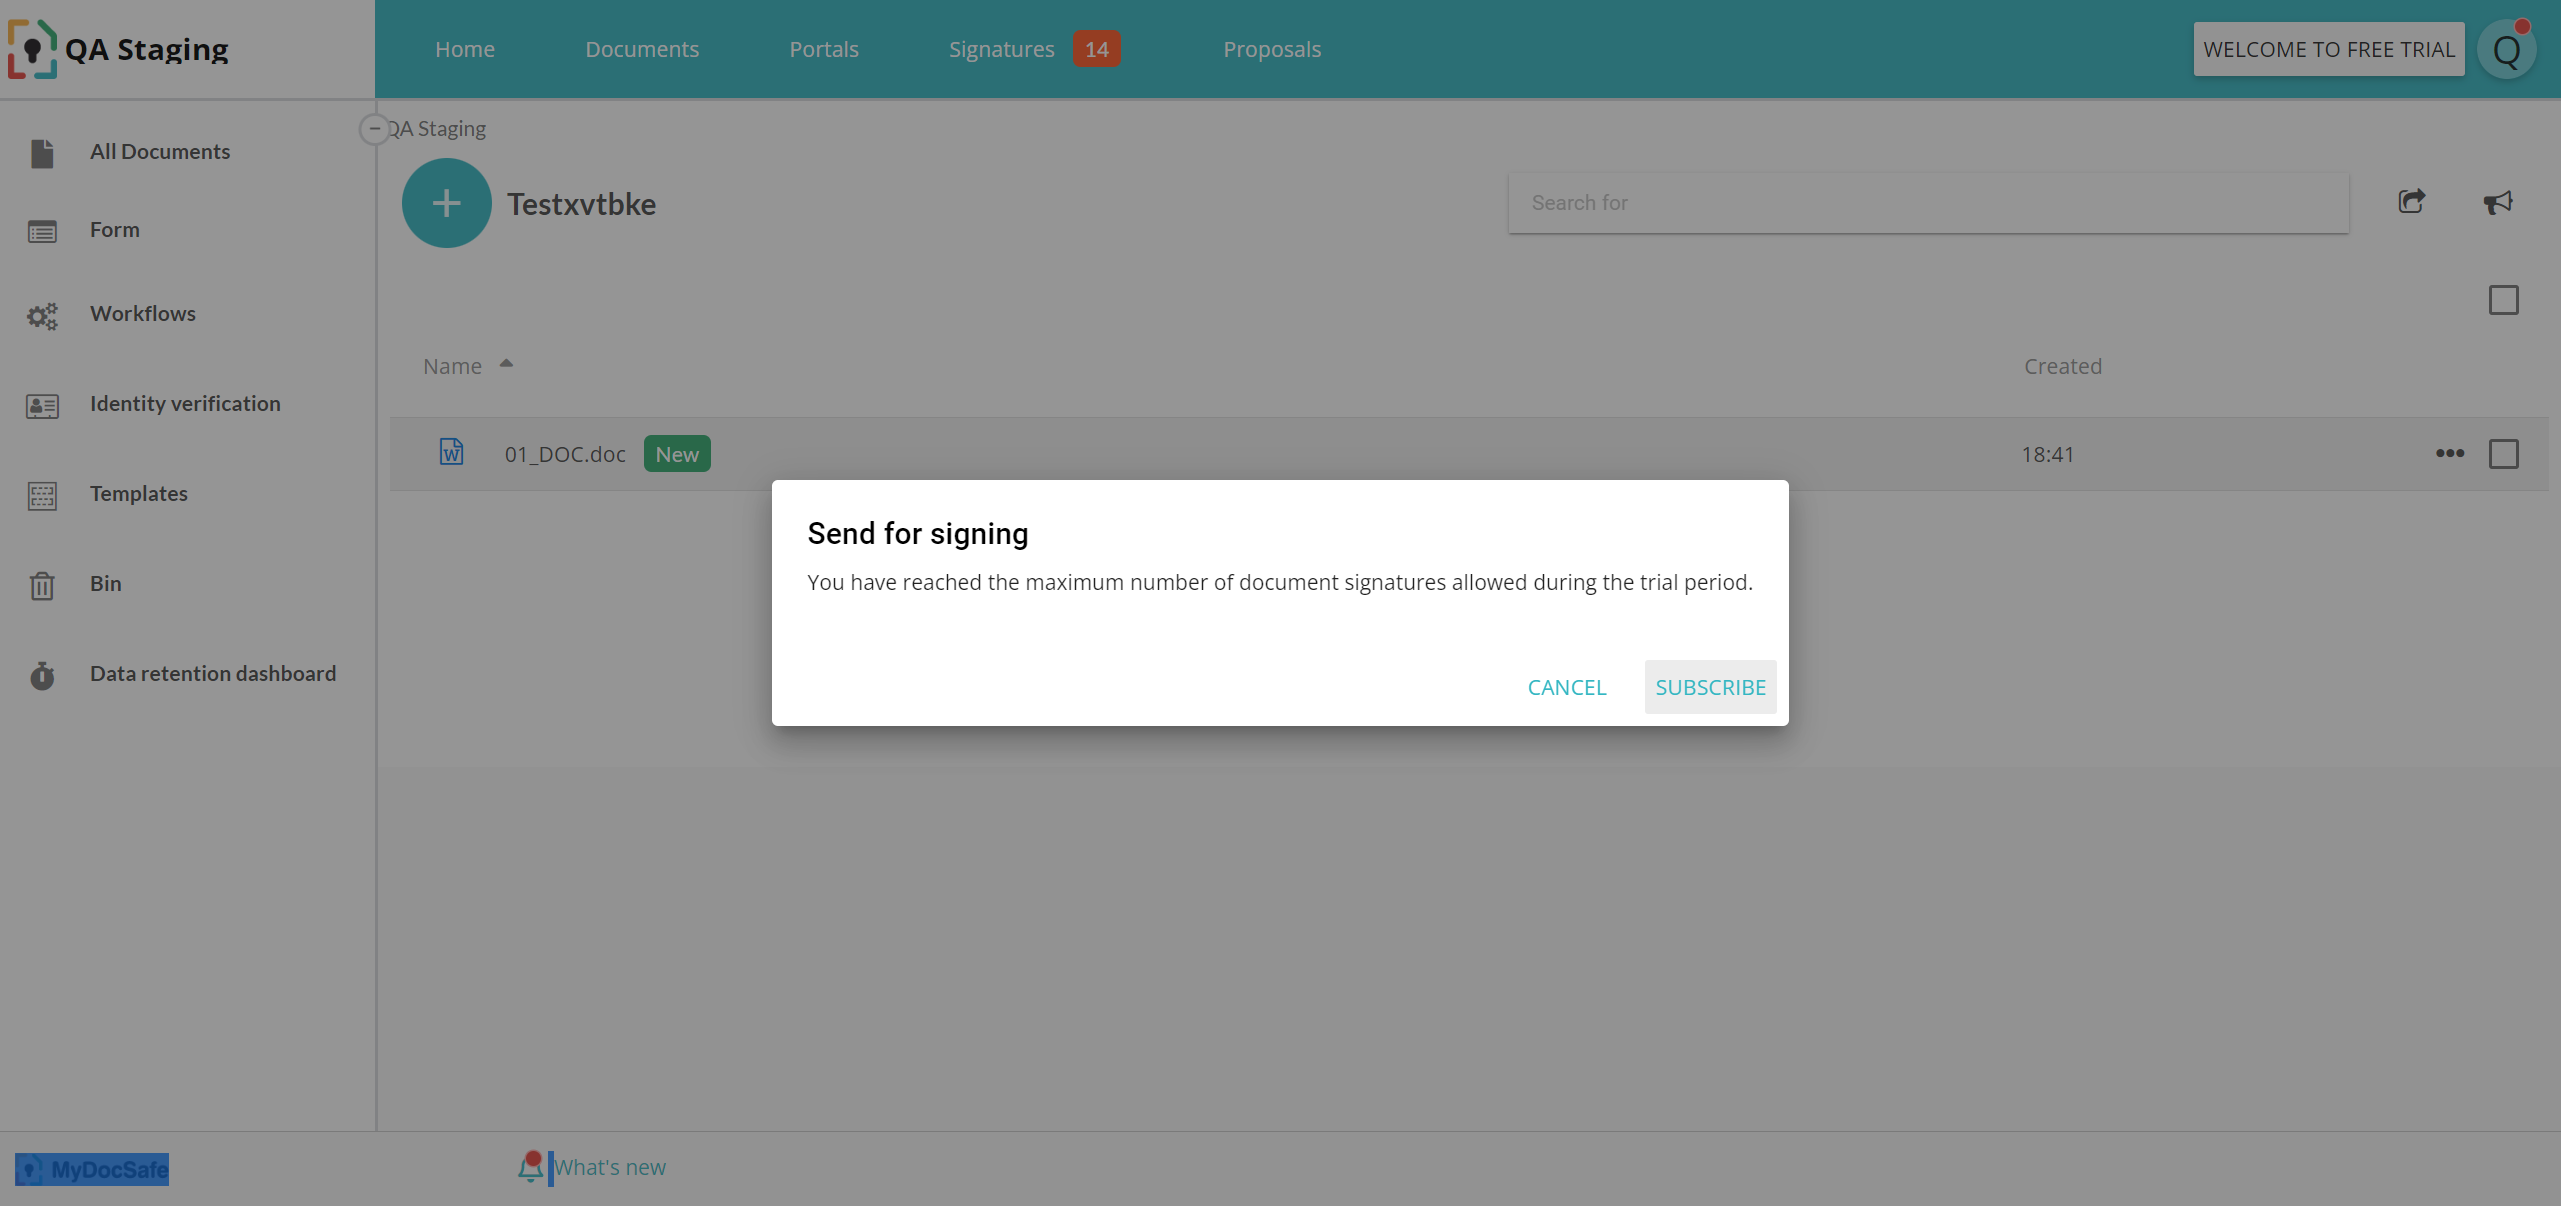 QA Staging
Home
Documents
Portals
Signatures 14
Proposals
WELCOME TO FREE TRIAL
Q
All Documents
Form
Workflows
Identity verification
Templates
Bin
Data retention dashboard
QA Staging
Testxvtbke
Search for
Name
Created
01_DOC.doc New
18:41
Send for signing
You have reached the maximum number of document signatures allowed during the trial period.
CANCEL
SUBSCRIBE
MyDocSafe
What's new